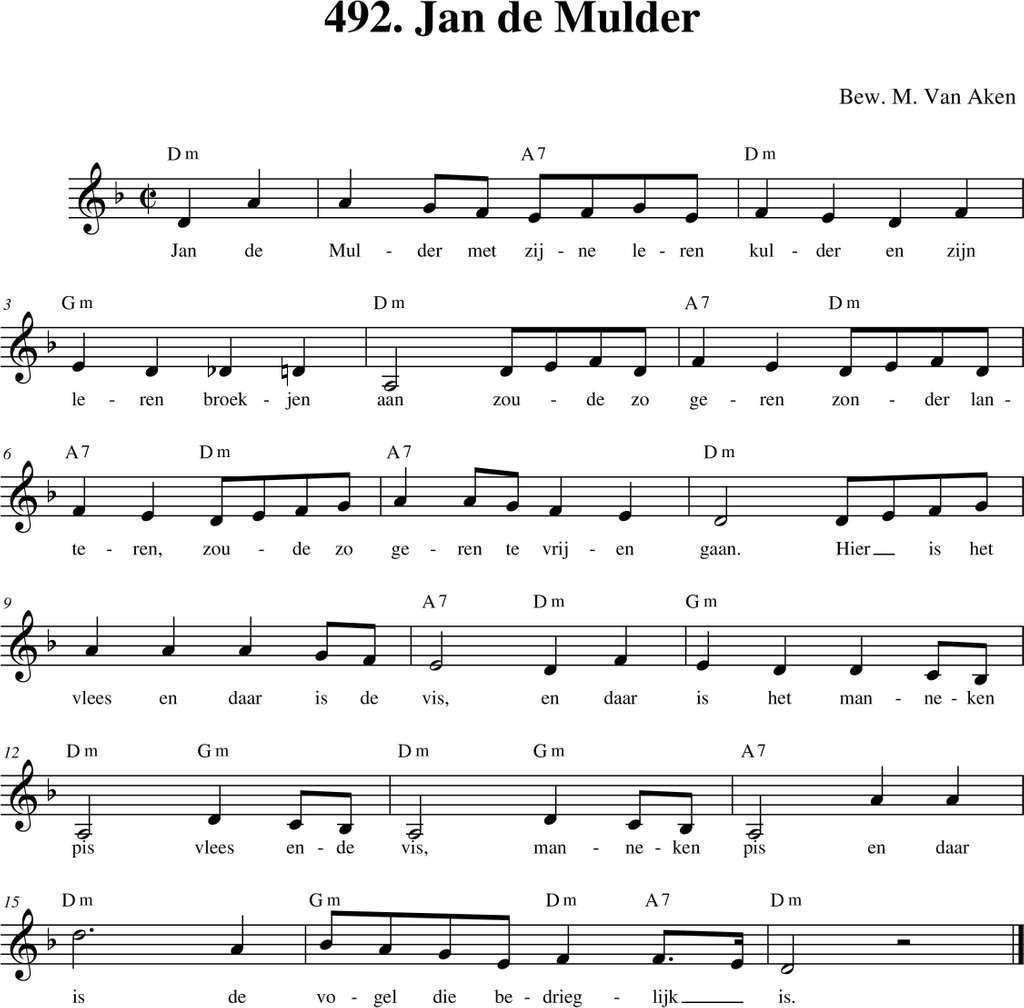 492. Jan de Mulder
Bew. M. Van Aken
Dm A7 Dm
Jan de Mul - der met zij - ne le - ren kul - der en zijn
3 Gm Dm A7 Dm
le - ren broek - jen aan zou - de zo ge - ren zon - der lan -
6 A7 Dm A7 Dm
te - ren, zou - de zo ge - ren te vrij - en gaan. Hier __ is het
9 A7 Dm Gm
vlees en daar is de vis, en daar is het man - ne - ken
12 Dm Gm Dm Gm A7
pis vlees en - de vis, man - ne - ken pis en daar
15 Dm Gm Dm A7 Dm
is de vo - gel die be - drieg - lijk ____ is.